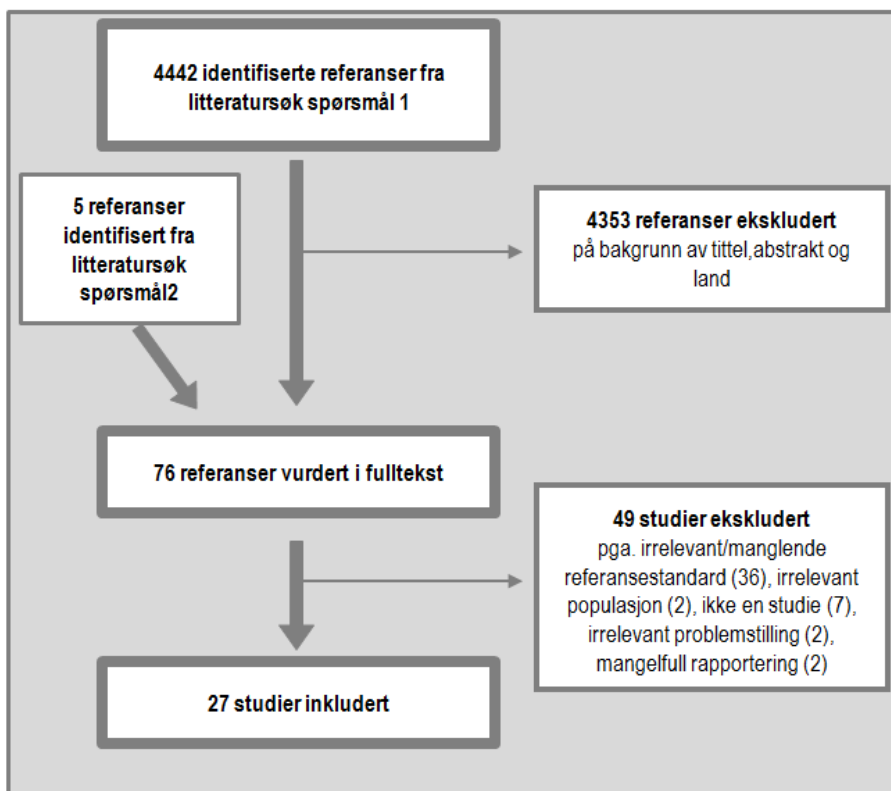 4442 identifiserte referanser fra
litteratursøk spørsmål 1
5 referanser
identifisert fra
litteratursøk
spørsmål2
4353 referanser ekskludert
på bakgrunn av tittel,abstrakt og
land
76 referanser vurdert i fulltekst
49 studier ekskludert
pga. irrelevant/manglende
referansestandard (36), irrelevant
populasjon (2), ikke en studie (7),
irrelevant problemstilling (2),
mangelfull rapportering (2)
27 studier inkludert